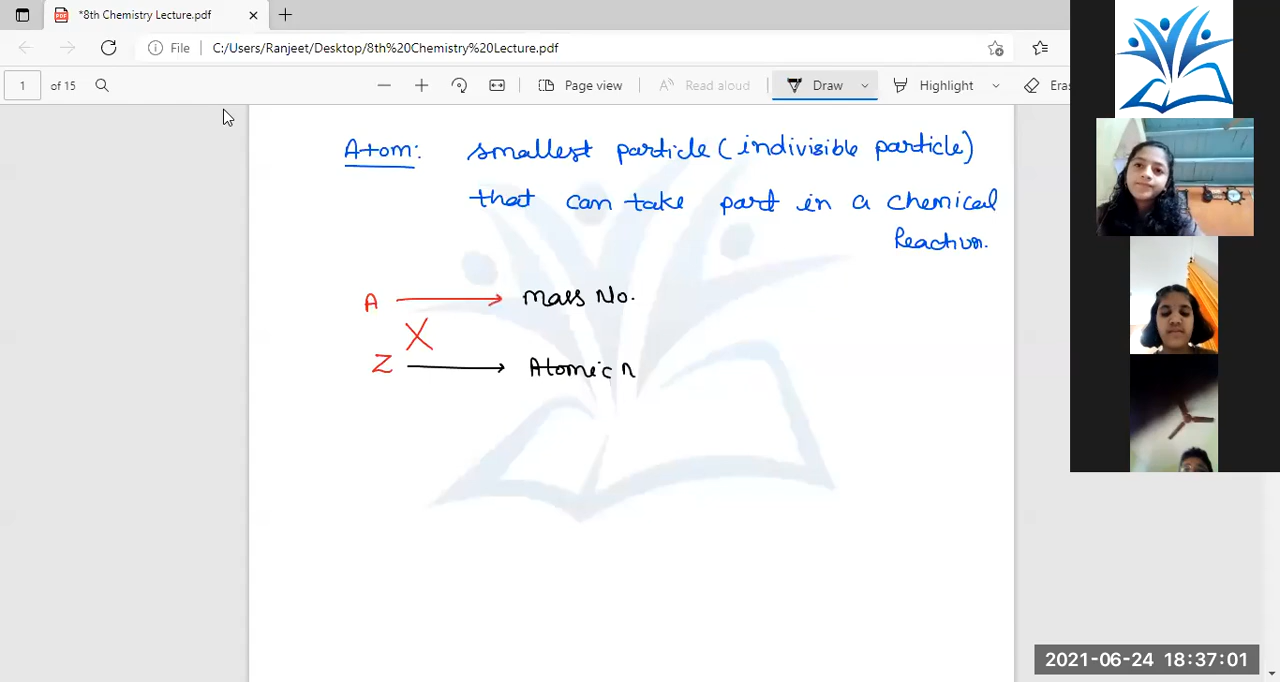 *8th Chemistry Lecture.pdf
File C:/Users/Ranjeet/Desktop/8th%20Chemistry%20Lecture.pdf
1 of 15 Page view Read aloud Draw Highlight Eras
Atom: smallest particle (indivisible particle)
that can take part in a chemical
Reaction.
A → Mass No.
X
Z → Atomic n
2021-06-24 18:37:01